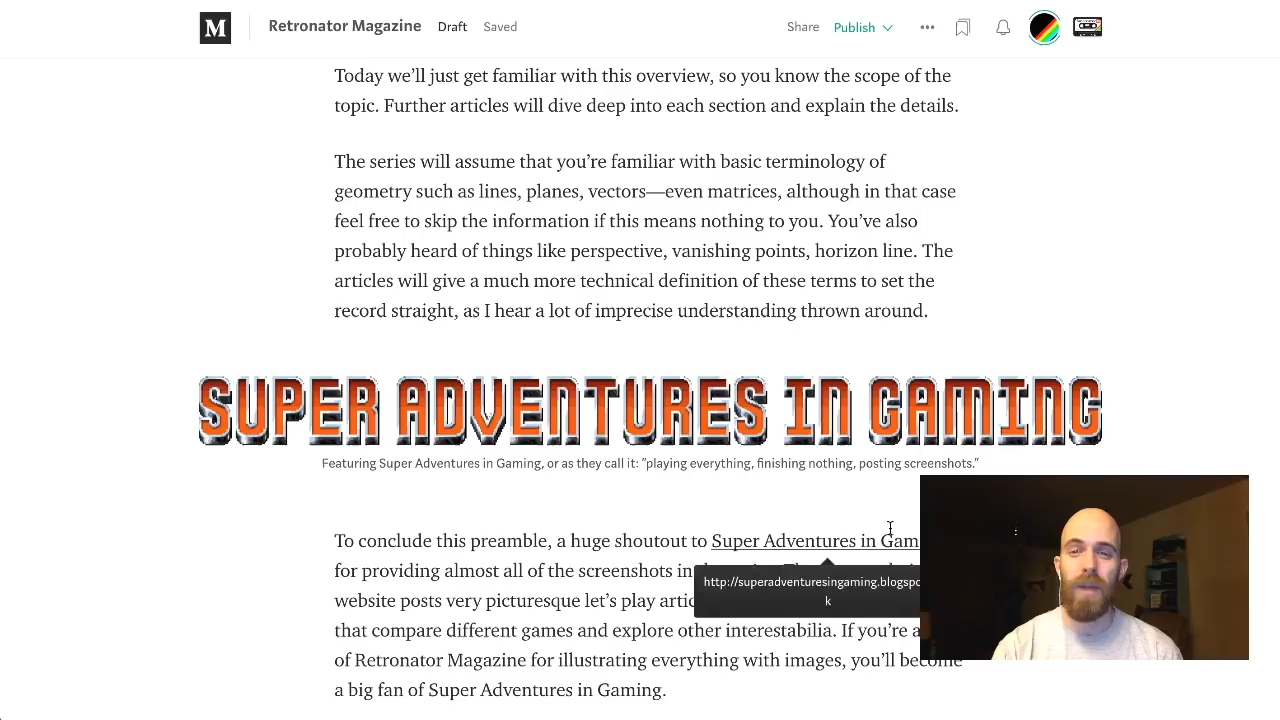 M Retronator Magazine Draft Saved Share Publish
Today we’ll just get familiar with this overview, so you know the scope of the
topic. Further articles will dive deep into each section and explain the details.
The series will assume that you’re familiar with basic terminology of
geometry such as lines, planes, vectors—even matrices, although in that case
feel free to skip the information if this means nothing to you. You’ve also
probably heard of things like perspective, vanishing points, horizon line. The
articles will give a much more technical definition of these terms to set the
record straight, as I hear a lot of imprecise understanding thrown around.
SUPER ADVENTURES IN GAMING
Featuring Super Adventures in Gaming, or as they call it: “playing everything, finishing nothing, posting screenshots.”
To conclude this preamble, a huge shoutout to Super Adventures in Gam
for providing almost all of the screenshots in
http://superadventuresingaming.blogspo
k
website posts very picturesque let’s play artic
that compare different games and explore other interestabilia. If you’re a
of Retronator Magazine for illustrating everything with images, you’ll become
a big fan of Super Adventures in Gaming.